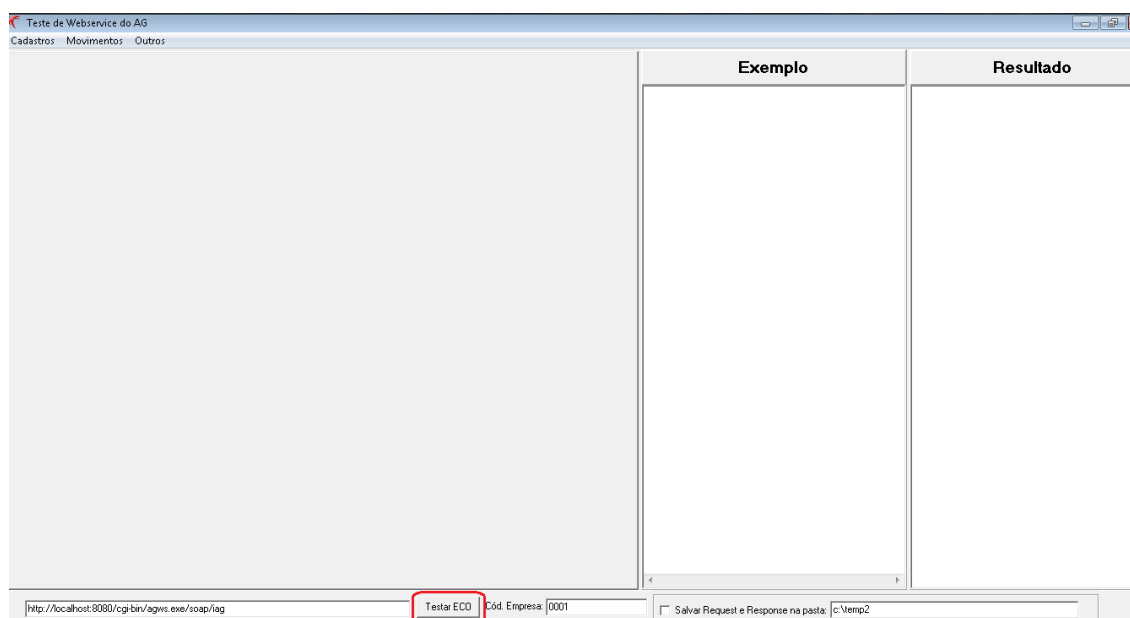 Teste de Webservice do AG
Cadastros Movimentos Outros
Exemplo
Resultado
http://localhost:8080/cgi-bin/agws.exe/soap/iag
Testar ECO
Cód. Empresa: 0001
Salvar Request e Response na pasta: c:\temp2